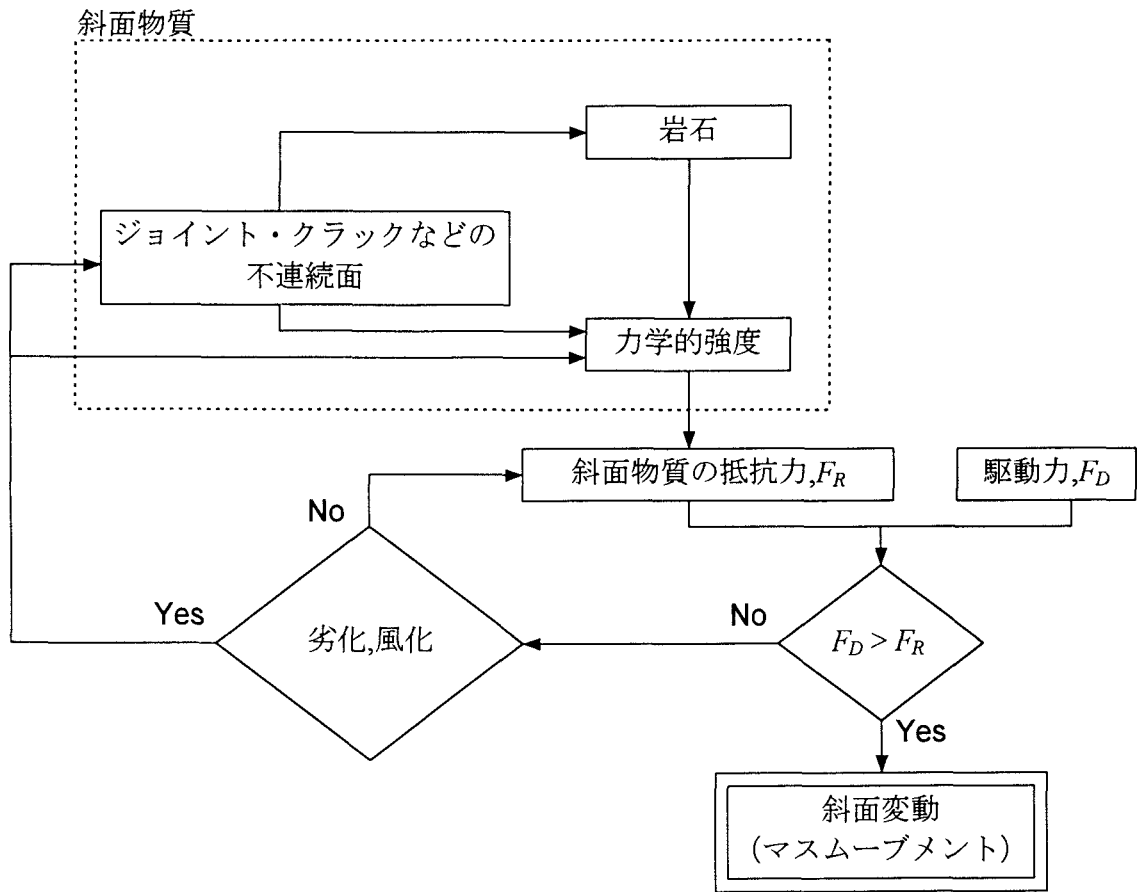 斜面物質
岩石
ジョイント・クラックなどの
不連続面
力学的強度
斜面物質の抵抗力,F_R
駆動力,F_D
No
Yes
劣化,風化
No
F_D > F_R
Yes
斜面変動
(マスムーブメント)